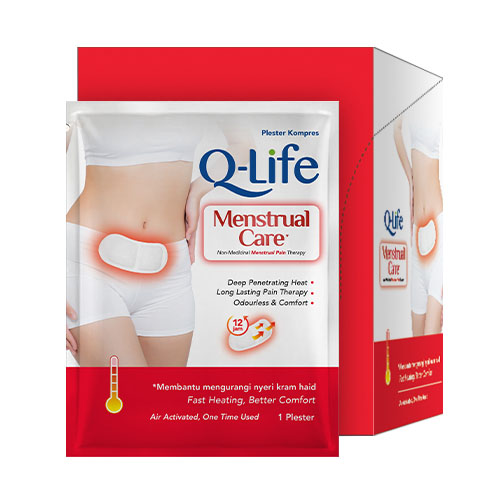 Plester Kompres
Q-Life
Menstrual
Care*
Non-Medicinal Menstrual Pain Therapy
Deep Penetrating Heat •
Long Lasting Pain Therapy •
Odourless & Comfort •
12
jam
*Membantu mengurangi nyeri kram haid
Fast Heating, Better Comfort
Air Activated, One Time Used
1 Plester
Q-Life
Menstrual
Care